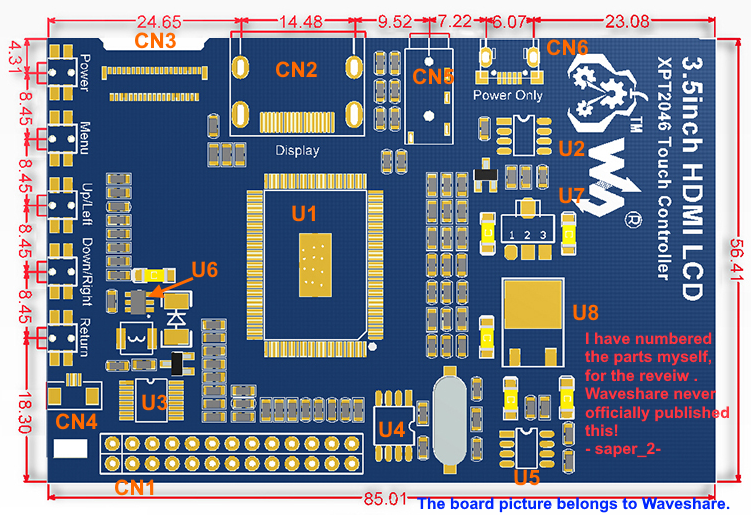 24.65
14.48
9.52
7.22
6.07
23.08
CN3
CN2
CN5
CN6
4.31
8.45
8.45
8.45
8.45
18.30
Power
Menu
Up/Left
Down/Right
Return
Display
Power Only
3.5inch HDMI LCD
XPT2046 Touch Controller
TM
®
U2
U7
1 2 3
U1
U6
U8
56.41
I have numbered
the parts myself,
for the reveiw .
Waveshare never
officially published
this!
- saper_2-
CN4
U3
U4
U5
CN1
85.01
The board picture belongs to Waveshare.